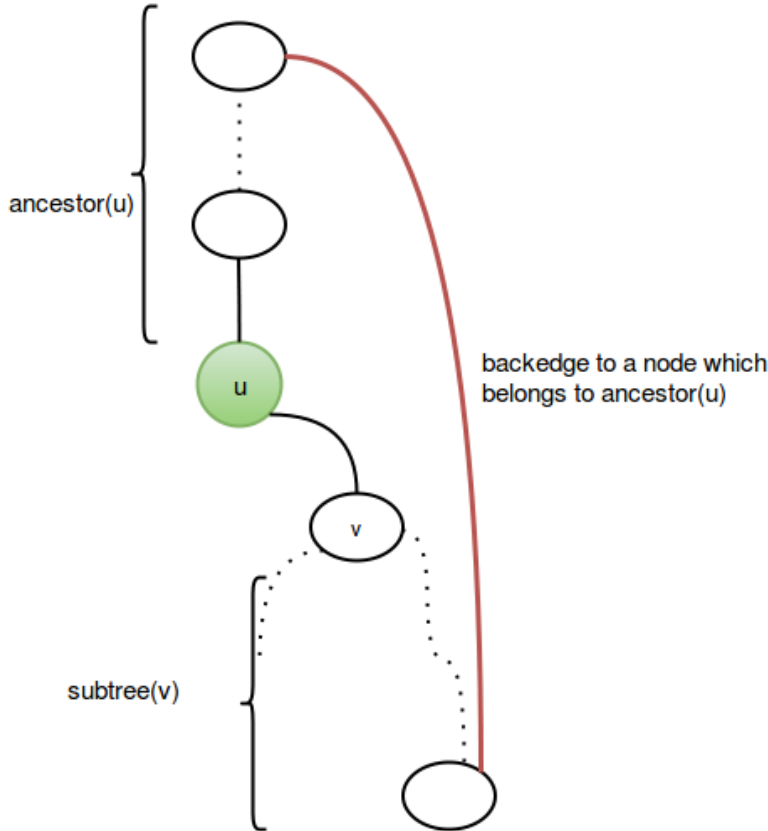 ancestor(u)
u
backedge to a node which
belongs to ancestor(u)
v
subtree(v)